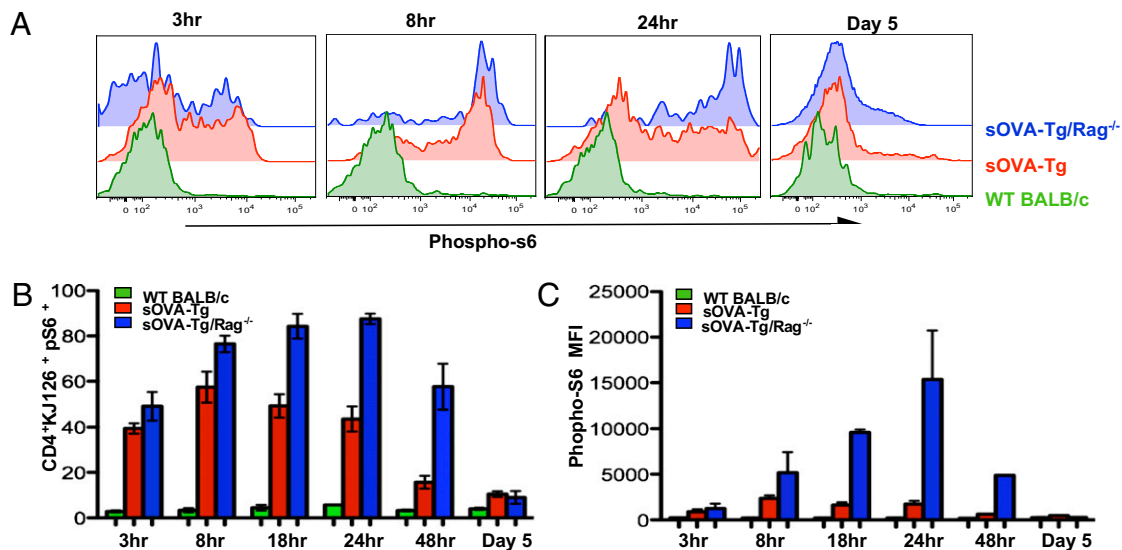 A
3hr
8hr
24hr
Day 5
sOVA-Tg/Rag-/-
sOVA-Tg
WT BALB/c
0 10² 10³ 10⁴ 10⁵
0 10² 10³ 10⁴ 10⁵
0 10² 10³ 10⁴ 10⁵
0 10² 10³ 10⁴ 10⁵
Phospho-s6
B
CD4⁺KJ126⁺ pS6⁺
100
80
60
40
20
0
WT BALB/c
sOVA-Tg
sOVA-Tg/Rag-/-
3hr 8hr 18hr 24hr 48hr Day 5
C
Phopho-S6 MFI
25000
20000
15000
10000
5000
0
WT BALB/c
sOVA-Tg
sOVA-Tg/Rag-/-
3hr 8hr 18hr 24hr 48hr Day 5